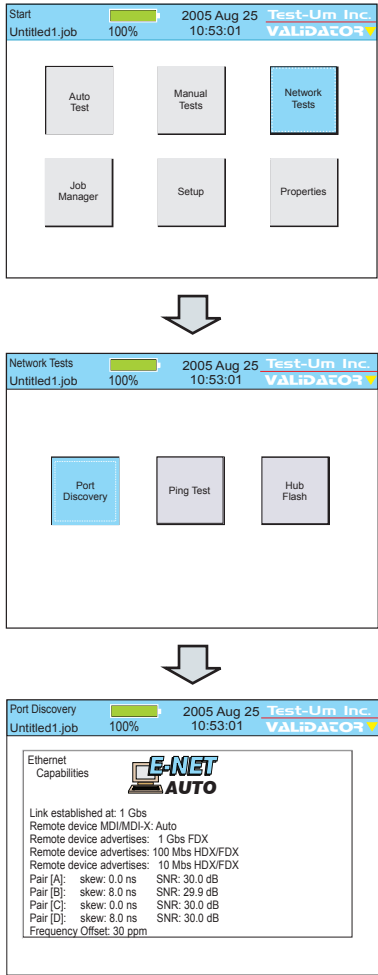 Start 2005 Aug 25 Test-Um Inc.
Untitled1.job 100% 10:53:01 VALiDATOR
Auto
Test
Manual
Tests
Network
Tests
Job
Manager
Setup
Properties
Network Tests 2005 Aug 25 Test-Um Inc.
Untitled1.job 100% 10:53:01 VALiDATOR
Port
Discovery
Ping Test
Hub
Flash
Port Discovery 2005 Aug 25 Test-Um Inc.
Untitled1.job 100% 10:53:01 VALiDATOR
Ethernet
Capabilities
E-NET
AUTO
Link established at: 1 Gbs
Remote device MDI/MDI-X: Auto
Remote device advertises: 1 Gbs FDX
Remote device advertises: 100 Mbs HDX/FDX
Remote device advertises: 10 Mbs HDX/FDX
Pair [A]: skew: 0.0 ns SNR: 30.0 dB
Pair [B]: skew: 8.0 ns SNR: 29.9 dB
Pair [C]: skew: 0.0 ns SNR: 30.0 dB
Pair [D]: skew: 8.0 ns SNR: 30.0 dB
Frequency Offset: 30 ppm